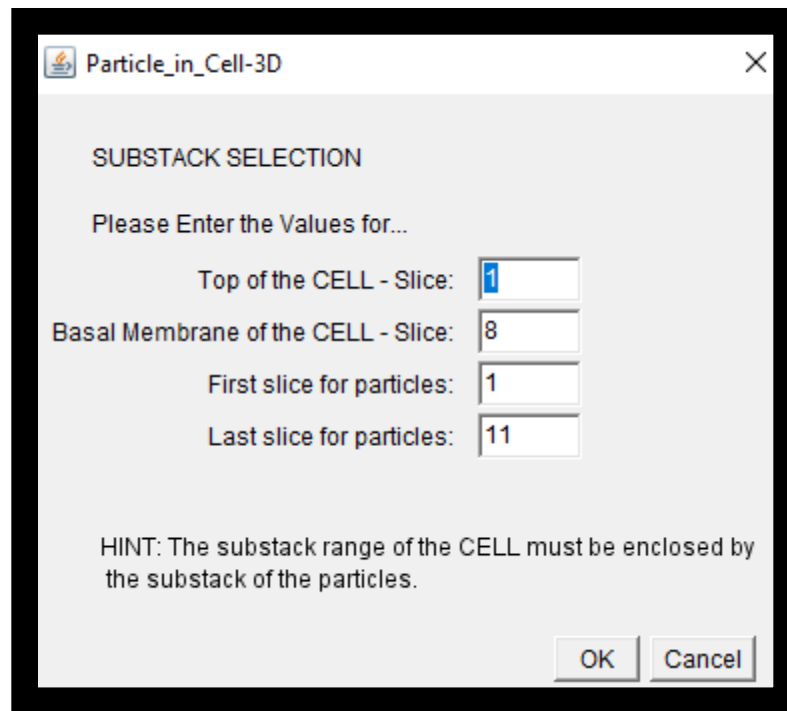 Particle_in_Cell-3D
SUBSTACK SELECTION
Please Enter the Values for...
Top of the CELL - Slice: 1
Basal Membrane of the CELL - Slice: 8
First slice for particles: 1
Last slice for particles: 11
HINT: The substack range of the CELL must be enclosed by
the substack of the particles.
OK Cancel